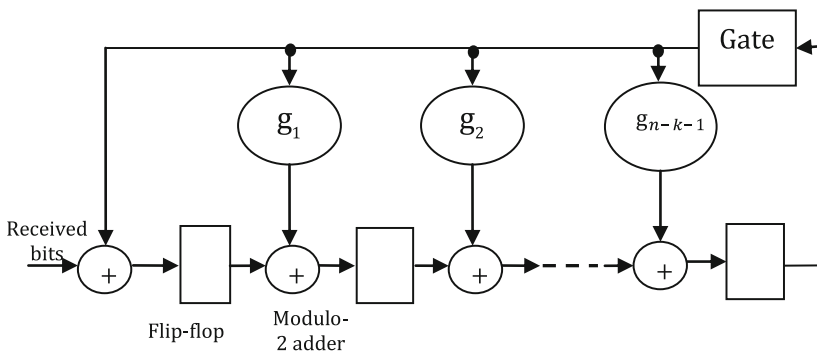 Gate
g₁
g₂
gₙ₋ₖ₋₁
Received
bits
+
+
+
+
Flip-flop
Modulo-
2 adder